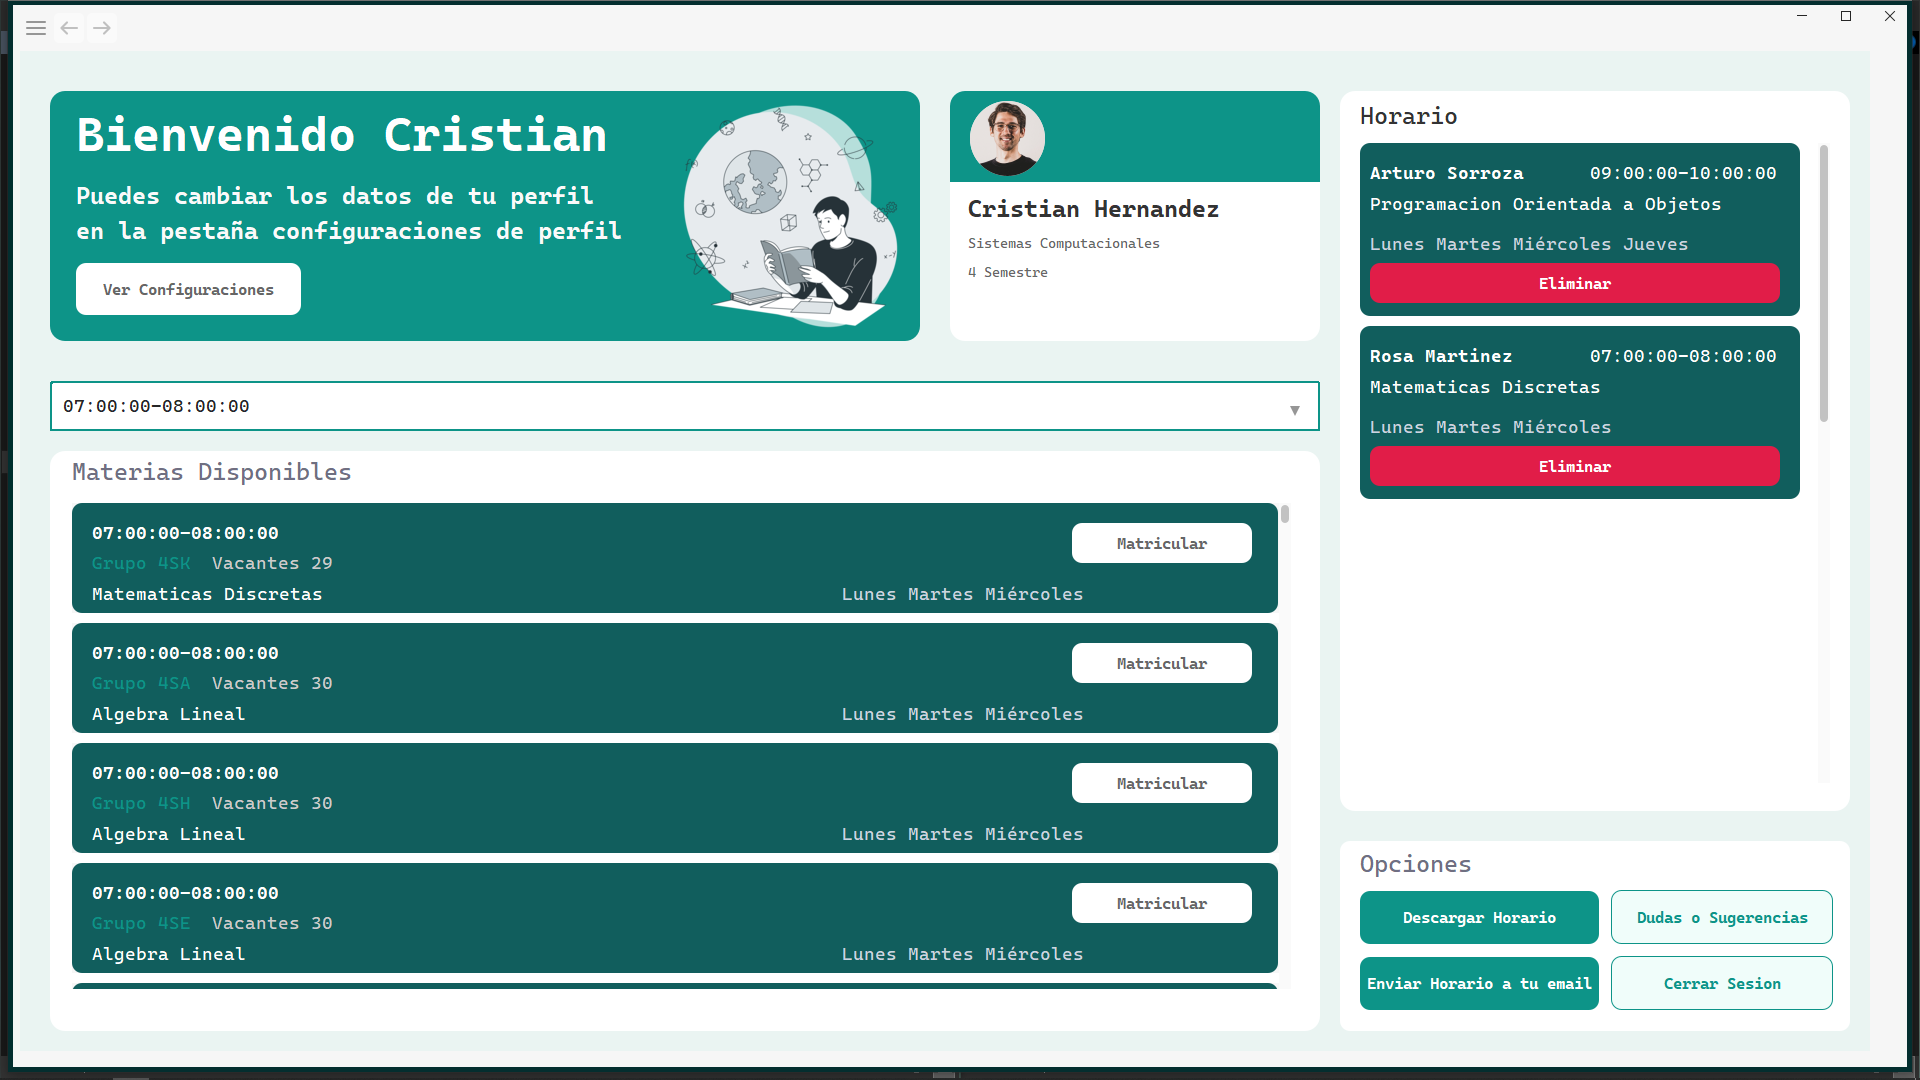 Bienvenido Cristian
Puedes cambiar los datos de tu perfil
en la pestaña configuraciones de perfil
Ver Configuraciones
Cristian Hernandez
Sistemas Computacionales
4 Semestre
07:00:00-08:00:00
Materias Disponibles
07:00:00-08:00:00
Matricular
Grupo 4SK Vacantes 29
Matematicas Discretas Lunes Martes Miércoles
07:00:00-08:00:00
Matricular
Grupo 4SA Vacantes 30
Algebra Lineal Lunes Martes Miércoles
07:00:00-08:00:00
Matricular
Grupo 4SH Vacantes 30
Algebra Lineal Lunes Martes Miércoles
07:00:00-08:00:00
Matricular
Grupo 4SE Vacantes 30
Algebra Lineal Lunes Martes Miércoles
Horario
Arturo Sorroza 09:00:00-10:00:00
Programacion Orientada a Objetos
Lunes Martes Miércoles Jueves
Eliminar
Rosa Martinez 07:00:00-08:00:00
Matematicas Discretas
Lunes Martes Miércoles
Eliminar
Opciones
Descargar Horario
Dudas o Sugerencias
Enviar Horario a tu email
Cerrar Sesion